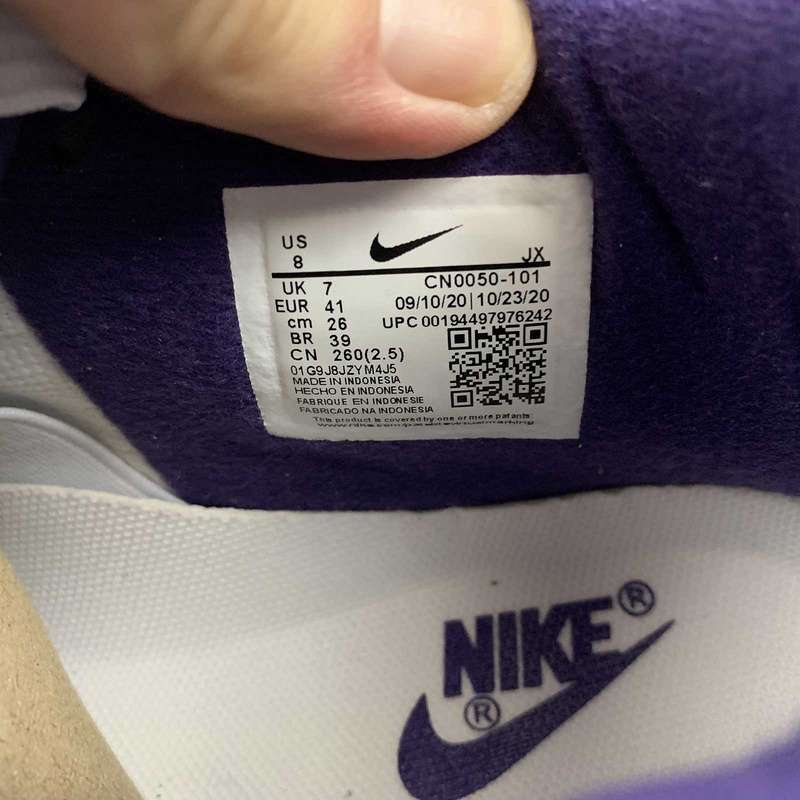 US
8
JX
UK 7
CN0050-101
EUR 41
09/10/20|10/23/20
cm 26
UPC 00194497976242
BR 39
CN 260(2.5)
01G9J8JZYM4J5
MADE IN INDONESIA
HECHO EN INDONESIA
FABRIQUE EN INDONESIE
FABRICADO NA INDONESIA
This product is covered by one or more patents
NIKE®
®